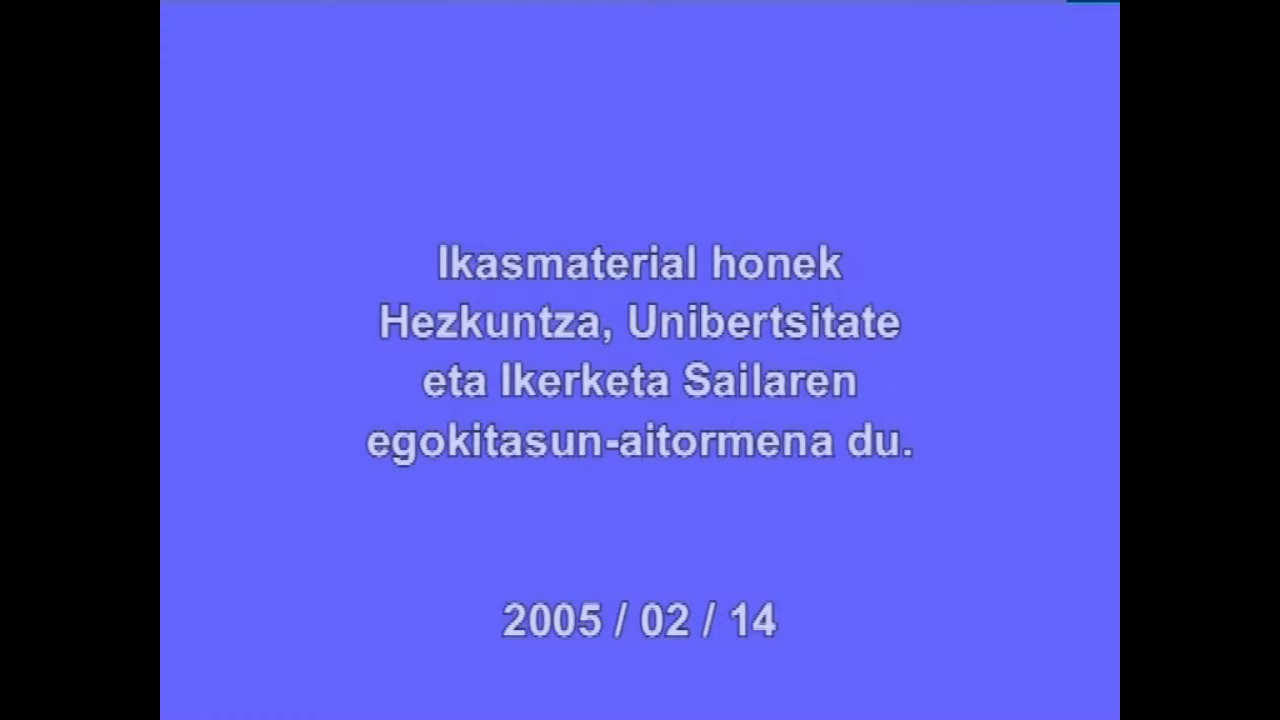 Ikasmaterial honek
Hezkuntza, Unibertsitate
eta Ikerketa Sailaren
egokitasun-aitormena du.
2005 / 02 / 14